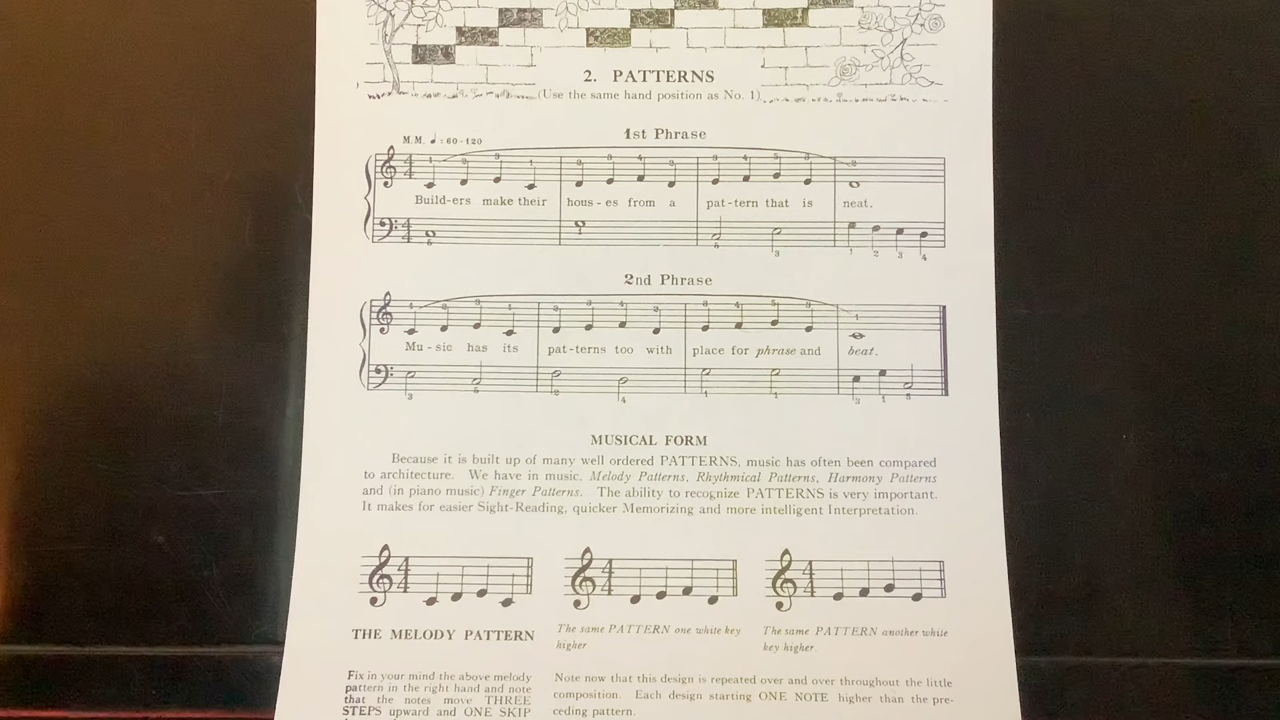 2. PATTERNS
(Use the same hand position as No. 1)
1st Phrase
M.M. ♩ = 60-120
Build-ers make their hous-es from a pat-tern that is neat.
2nd Phrase
Mu-sic has its pat-terns too with place for phrase and beat.
MUSICAL FORM
Because it is built up of many well ordered PATTERNS, music has often been compared
to architecture. We have in music, Melody Patterns, Rhythmical Patterns, Harmony Patterns
and (in piano music) Finger Patterns. The ability to recognize PATTERNS is very important.
It makes for easier Sight-Reading, quicker Memorizing and more intelligent Interpretation.
THE MELODY PATTERN
The same PATTERN one white key
higher
The same PATTERN another white
key higher.
Fix in your mind the above melody
pattern in the right hand and note
that the notes move THREE
STEPS upward and ONE SKIP
Note now that this design is repeated over and over throughout the little
composition. Each design starting ONE NOTE higher than the pre-
ceding pattern.